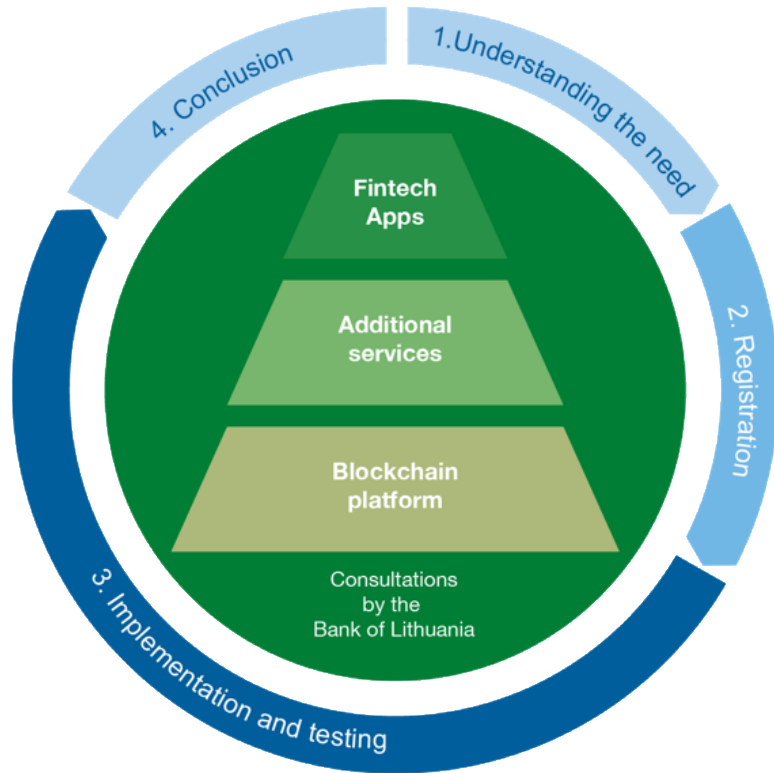 1.Understanding the need
2. Registration
3. Implementation and testing
4. Conclusion
Fintech
Apps
Additional
services
Blockchain
platform
Consultations
by the
Bank of Lithuania